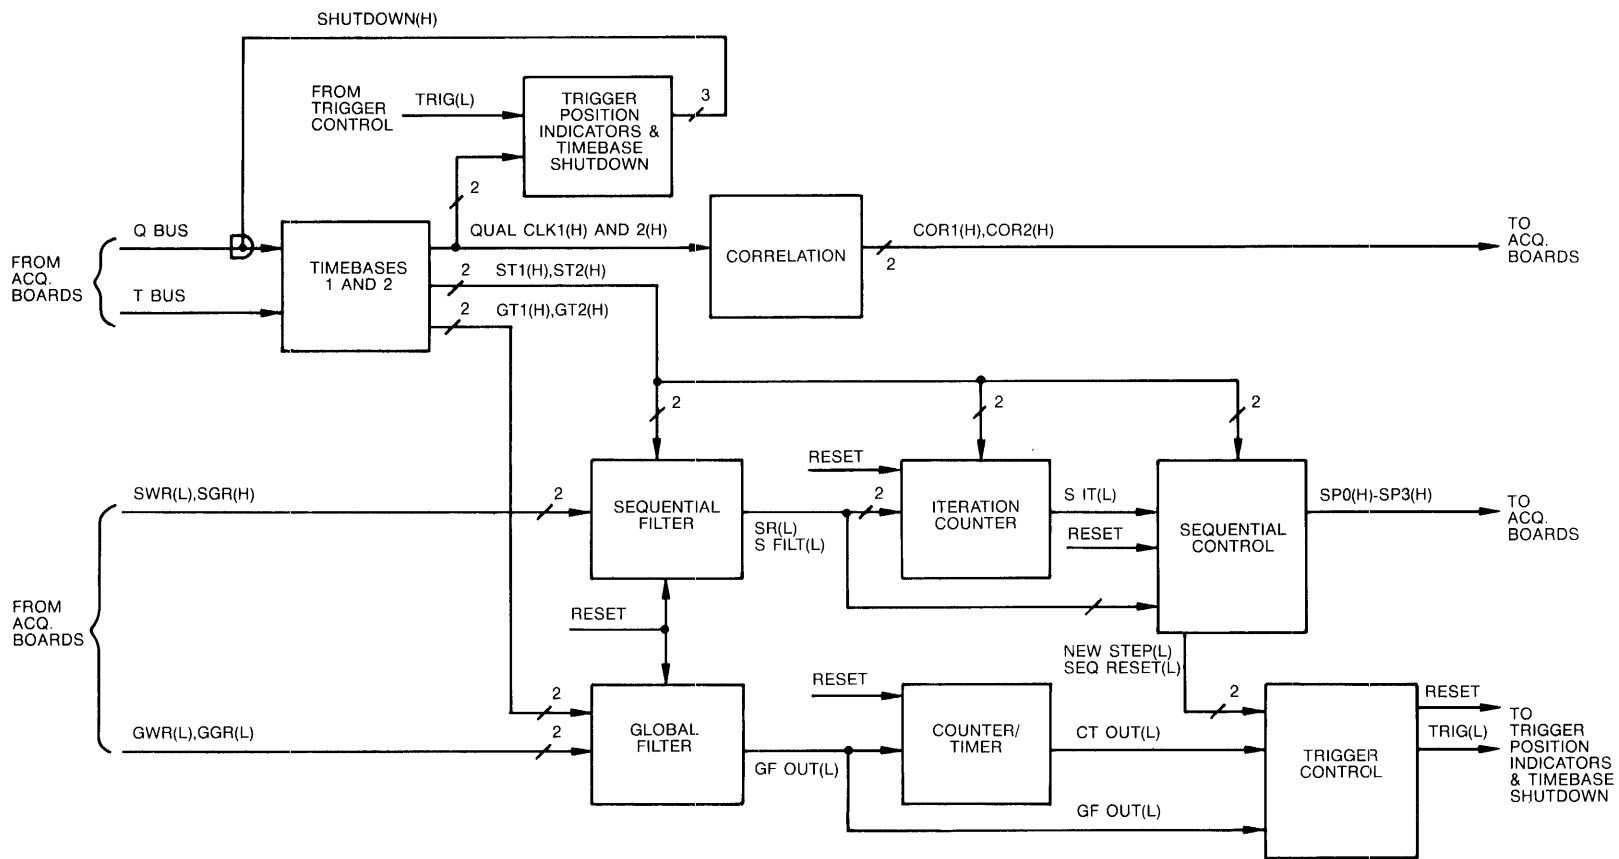 SHUTDOWN(H)
FROM
TRIGGER
CONTROL
TRIG(L)
TRIGGER
POSITION
INDICATORS &
TIMEBASE
SHUTDOWN
3
2
FROM
ACQ.
BOARDS
Q BUS
T BUS
TIMEBASES
1 AND 2
QUAL CLK1(H) AND 2(H)
2
ST1(H),ST2(H)
2
GT1(H),GT2(H)
CORRELATION
COR1(H),COR2(H)
2
TO
ACQ.
BOARDS
2
2
2
FROM
ACQ.
BOARDS
SWR(L),SGR(H)
2
SEQUENTIAL
FILTER
SR(L)
S FILT(L)
RESET
2
ITERATION
COUNTER
S IT(L)
RESET
SEQUENTIAL
CONTROL
SP0(H)-SP3(H)
TO
ACQ.
BOARDS
RESET
NEW STEP(L)
SEQ RESET(L)
2
GWR(L),GGR(L)
2
2
GLOBAL.
FILTER
GF OUT(L)
RESET
COUNTER/
TIMER
CT OUT(L)
GF OUT(L)
TRIGGER
CONTROL
RESET
TRIG(L)
TO
TRIGGER
POSITION
INDICATORS
& TIMEBASE
SHUTDOWN